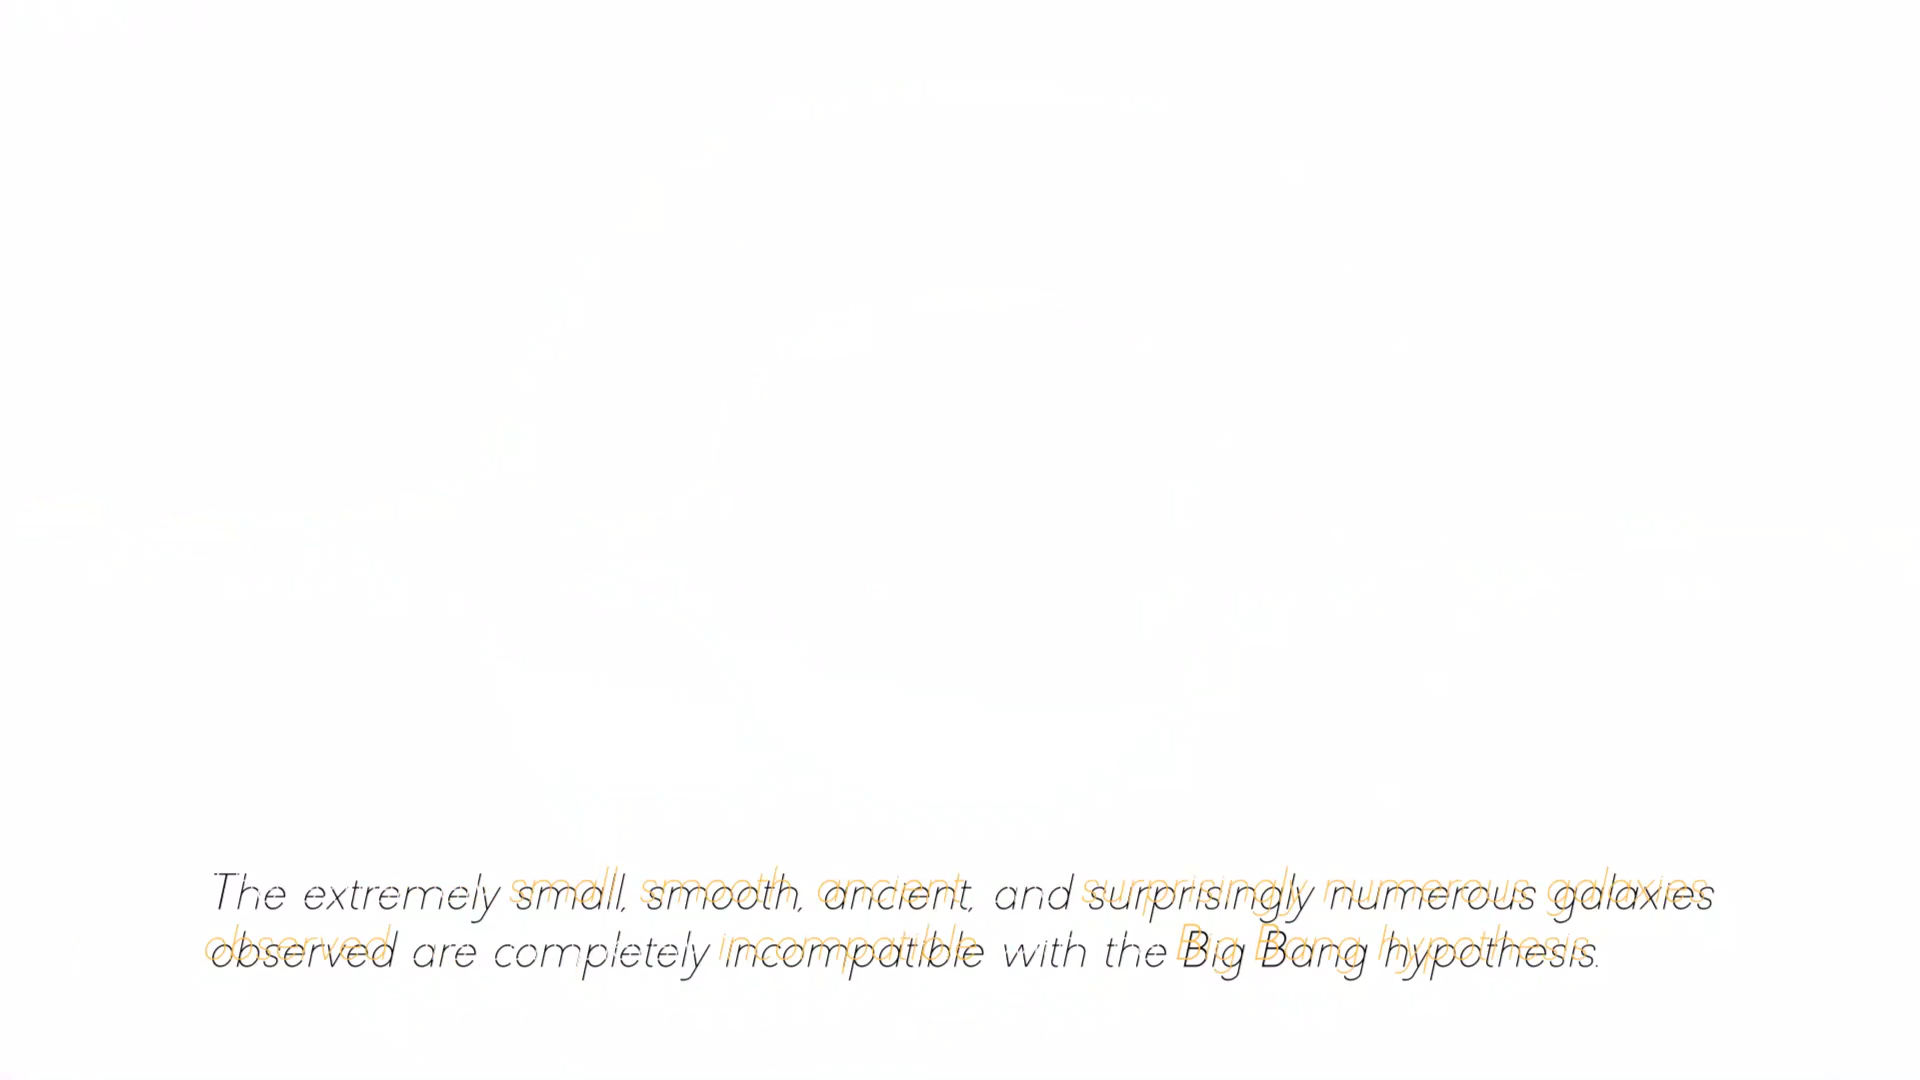 The extremely small, smooth, ancient, and surprisingly numerous galaxies
observed are completely incompatible with the Big Bang hypothesis.